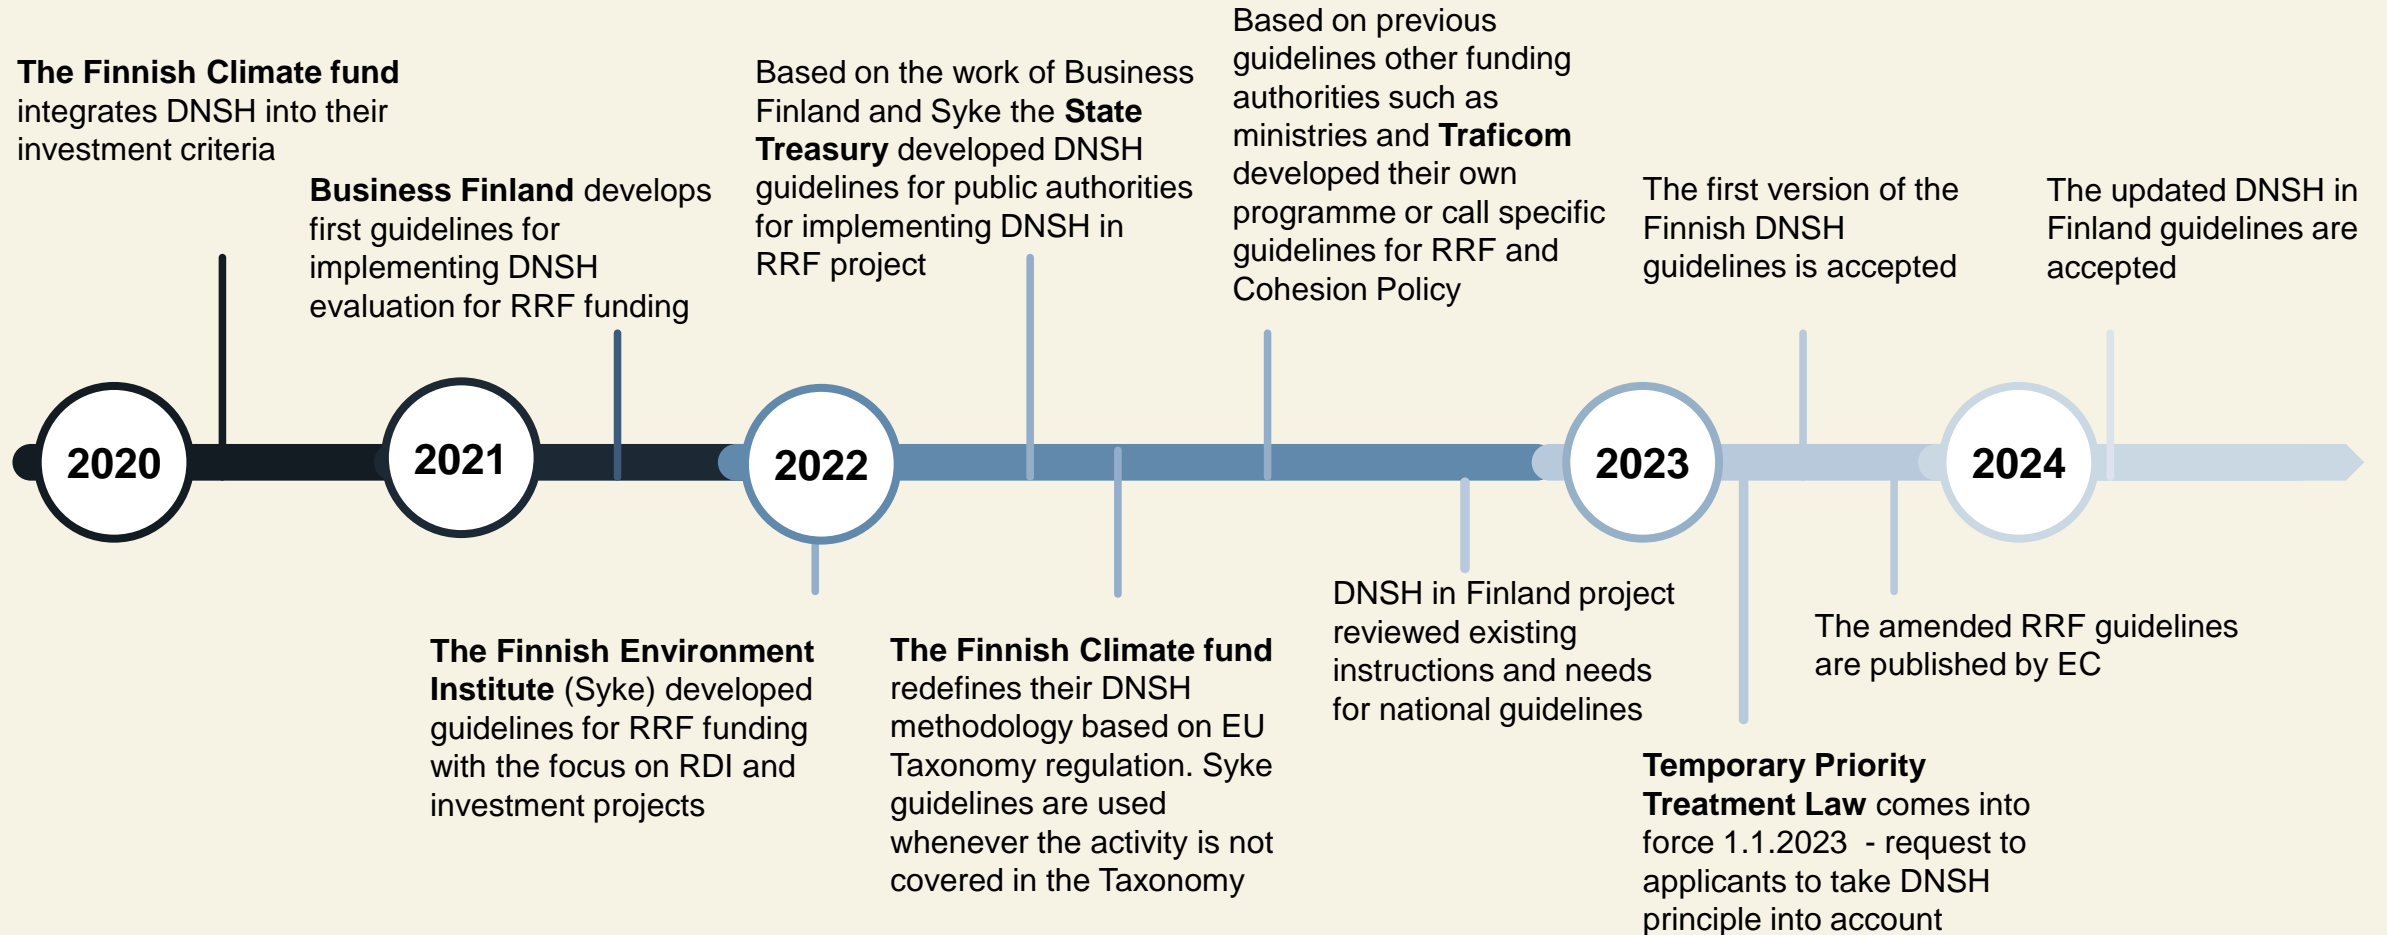 The Finnish Climate fund
integrates DNSH into their
investment criteria
Business Finland develops
first guidelines for
implementing DNSH
evaluation for RRF funding
Based on the work of Business
Finland and Syke the State
Treasury developed DNSH
guidelines for public authorities
for implementing DNSH in
RRF project
Based on previous
guidelines other funding
authorities such as
ministries and Traficom
developed their own
programme or call specific
guidelines for RRF and
Cohesion Policy
The first version of the
Finnish DNSH
guidelines is accepted
The updated DNSH in
Finland guidelines are
accepted
2020
2021
2022
2023
2024
The Finnish Environment
Institute (Syke) developed
guidelines for RRF funding
with the focus on RDI and
investment projects
The Finnish Climate fund
redefines their DNSH
methodology based on EU
Taxonomy regulation. Syke
guidelines are used
whenever the activity is not
covered in the Taxonomy
DNSH in Finland project
reviewed existing
instructions and needs
for national guidelines
Temporary Priority
Treatment Law comes into
force 1.1.2023 - request to
applicants to take DNSH
principle into account
The amended RRF guidelines
are published by EC